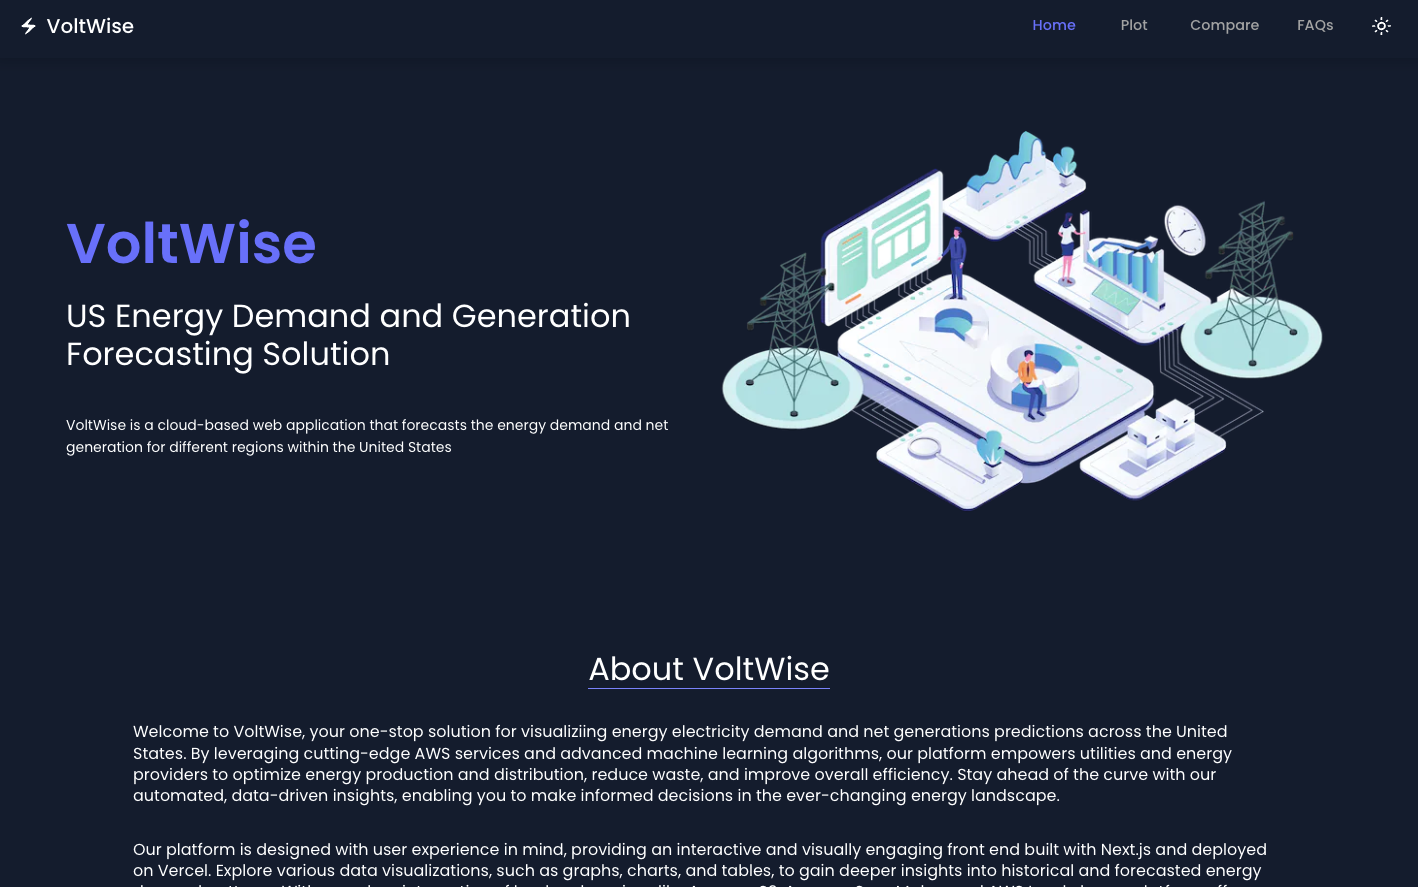 VoltWise
Home
Plot
Compare
FAQs
VoltWise
US Energy Demand and Generation
Forecasting Solution
VoltWise is a cloud-based web application that forecasts the energy demand and net
generation for different regions within the United States
About VoltWise
Welcome to VoltWise, your one-stop solution for visualiziing energy electricity demand and net generations predictions across the United
States. By leveraging cutting-edge AWS services and advanced machine learning algorithms, our platform empowers utilities and energy
providers to optimize energy production and distribution, reduce waste, and improve overall efficiency. Stay ahead of the curve with our
automated, data-driven insights, enabling you to make informed decisions in the ever-changing energy landscape.
Our platform is designed with user experience in mind, providing an interactive and visually engaging front end built with Next.js and deployed
on Vercel. Explore various data visualizations, such as graphs, charts, and tables, to gain deeper insights into historical and forecasted energy